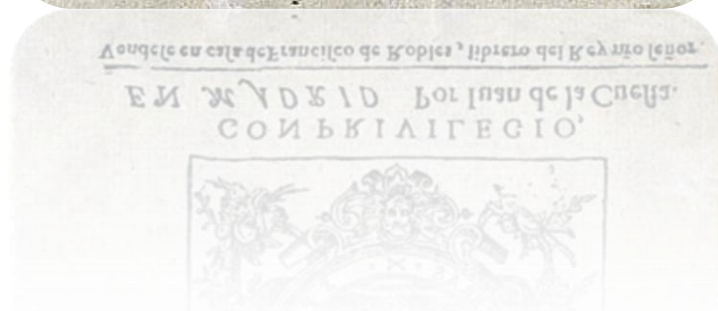 CON PRIVILEGIO,
EN MADRID Por Iuan de la Cueſta.
Vendeſe en caſa de Franciſco de Robles, librero del Rey nr̃o ſeñor.